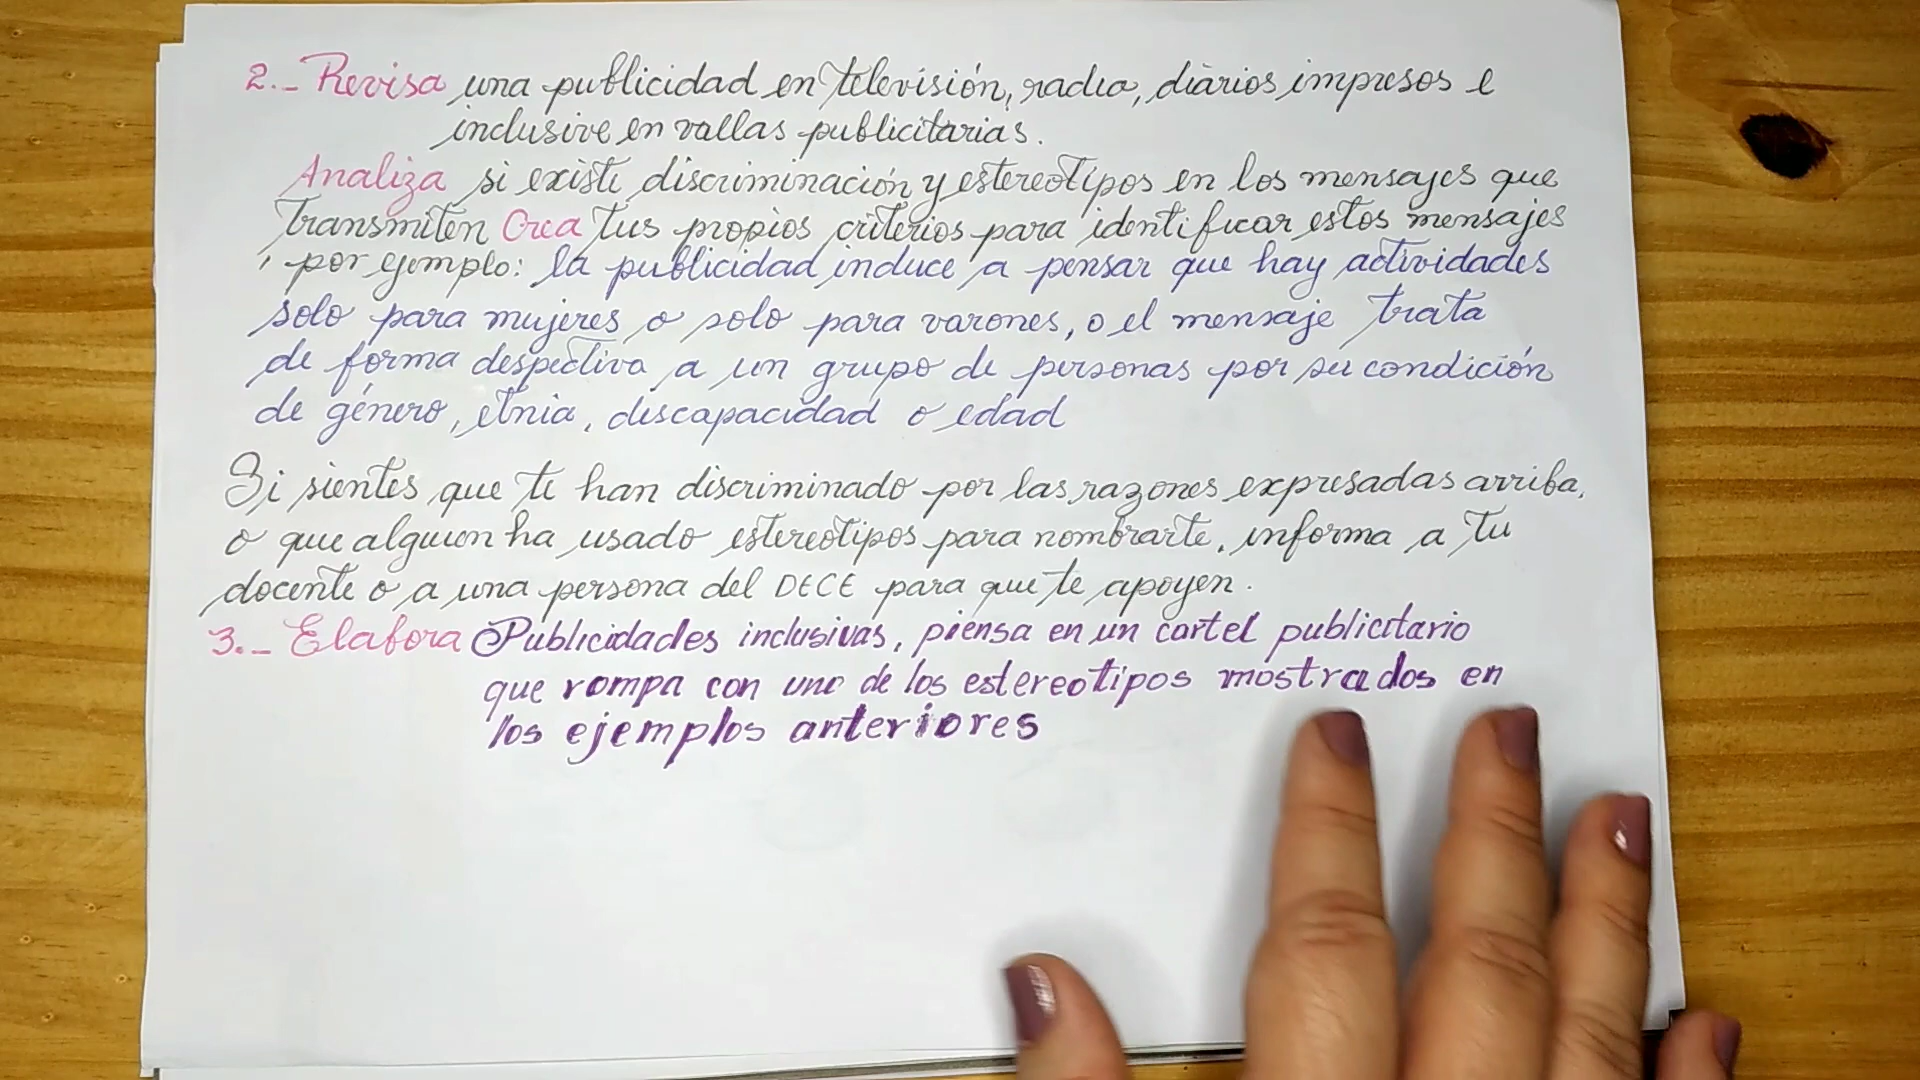 2._ Revisa una publicidad en televisión, radio, diarios impresos e
inclusive en vallas publicitarias.
Analiza si existe discriminación y estereotipos en los mensajes que
transmiten Crea tus propios criterios para identificar estos mensajes
, por ejemplo: la publicidad induce a pensar que hay actividades
solo para mujeres o solo para varones, o el mensaje trata
de forma despectiva a un grupo de personas por su condición
de género, etnia, discapacidad o edad
Si sientes que te han discriminado por las razones expresadas arriba,
o que alguien ha usado estereotipos para nombrarte, informa a tu
docente o a una persona del DECE para que te apoyen.
3._ Elabora Publicidades inclusivas, piensa en un cartel publicitario
que rompa con uno de los estereotipos mostrados en
los ejemplos anteriores